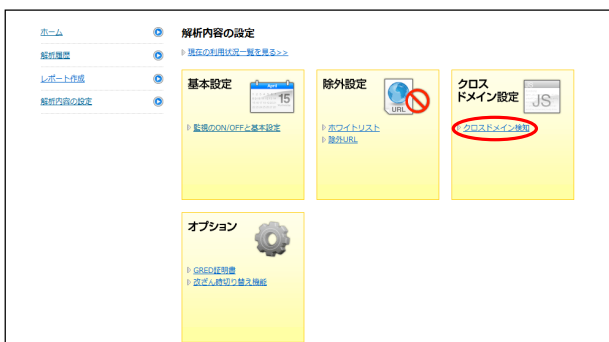 ホーム
解析履歴
レポート作成
解析内容の設定
解析内容の設定
現在の利用状況一覧を見る>>
基本設定
April
15
監視のON/OFFと基本設定
除外設定
URL
ホワイトリスト
除外URL
クロス
ドメイン設定
JS
クロスドメイン検知
オプション
GRED証明書
改ざん時切り替え機能